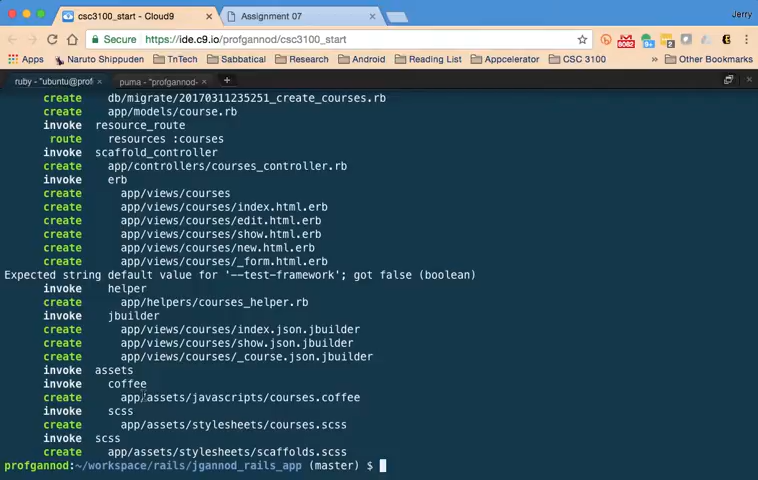 csc3100_start - Cloud9
Assignment 07
Jerry
Secure https://ide.c9.io/profgannod/csc3100_start
Apps Naruto Shippuden TnTech Sabbatical Research Android Reading List Apppcelerator CSC 3100 » Other Bookmarks
ruby - "ubuntu@prof puma - "profgannod-
create db/migrate/20170311235251_create_courses.rb
create app/models/course.rb
invoke resource_route
route resources :courses
invoke scaffold_controller
create app/controllers/courses_controller.rb
invoke erb
create app/views/courses
create app/views/courses/index.html.erb
create app/views/courses/edit.html.erb
create app/views/courses/show.html.erb
create app/views/courses/new.html.erb
create app/views/courses/_form.html.erb
Expected string default value for '--test-framework'; got false (boolean)
invoke helper
create app/helpers/courses_helper.rb
invoke jbuilder
create app/views/courses/index.json.jbuilder
create app/views/courses/show.json.jbuilder
create app/views/courses/_course.json.jbuilder
invoke assets
invoke coffee
create app/assets/javascripts/courses.coffee
invoke scss
create app/assets/stylesheets/courses.scss
invoke scss
create app/assets/stylesheets/scaffolds.scss
profgannod:~/workspace/rails/jgannod_rails_app (master) $